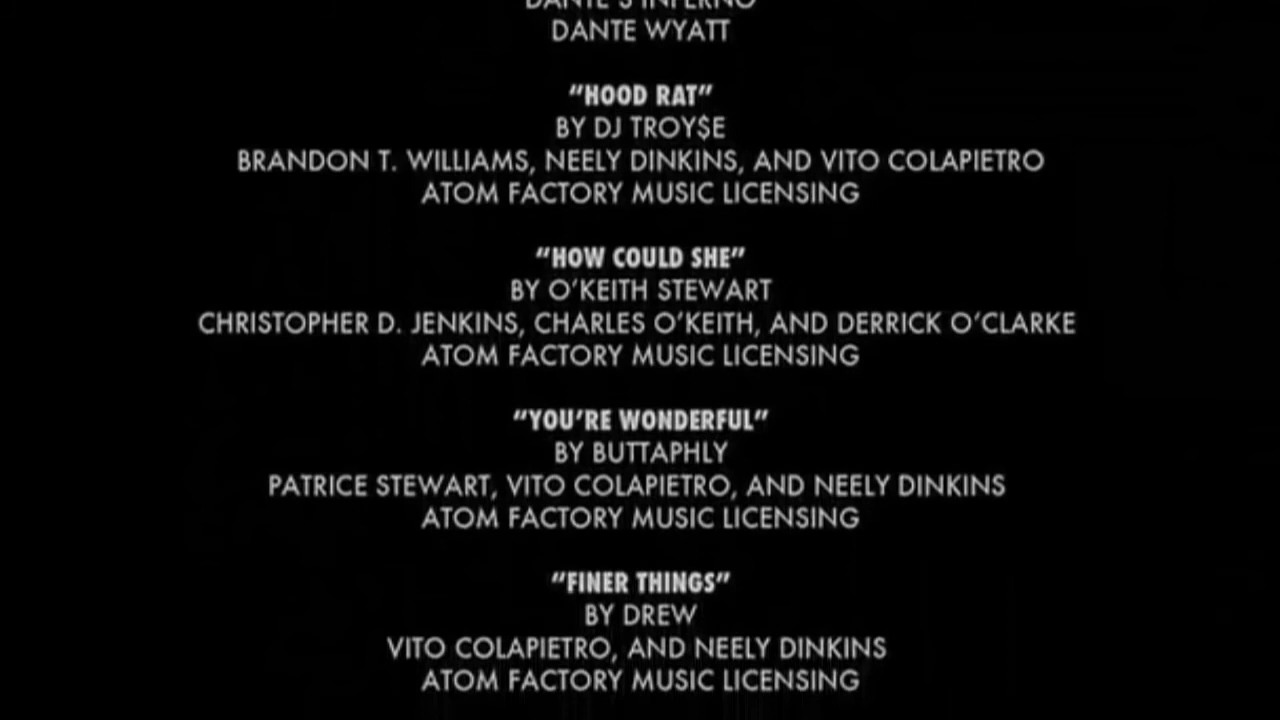 DANTE'S INFERNO
DANTE WYATT
"HOOD RAT"
BY DJ TROY$E
BRANDON T. WILLIAMS, NEELY DINKINS, AND VITO COLAPIETRO
ATOM FACTORY MUSIC LICENSING
"HOW COULD SHE"
BY O'KEITH STEWART
CHRISTOPHER D. JENKINS, CHARLES O'KEITH, AND DERRICK O'CLARKE
ATOM FACTORY MUSIC LICENSING
"YOU'RE WONDERFUL"
BY BUTTAPHLY
PATRICE STEWART, VITO COLAPIETRO, AND NEELY DINKINS
ATOM FACTORY MUSIC LICENSING
"FINER THINGS"
BY DREW
VITO COLAPIETRO, AND NEELY DINKINS
ATOM FACTORY MUSIC LICENSING